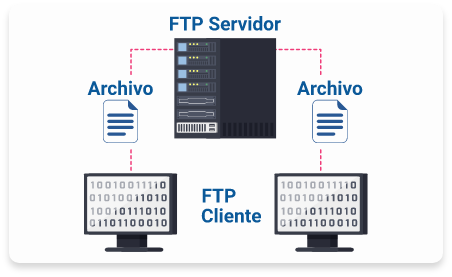 FTP Servidor
Archivo
Archivo
FTP
Cliente